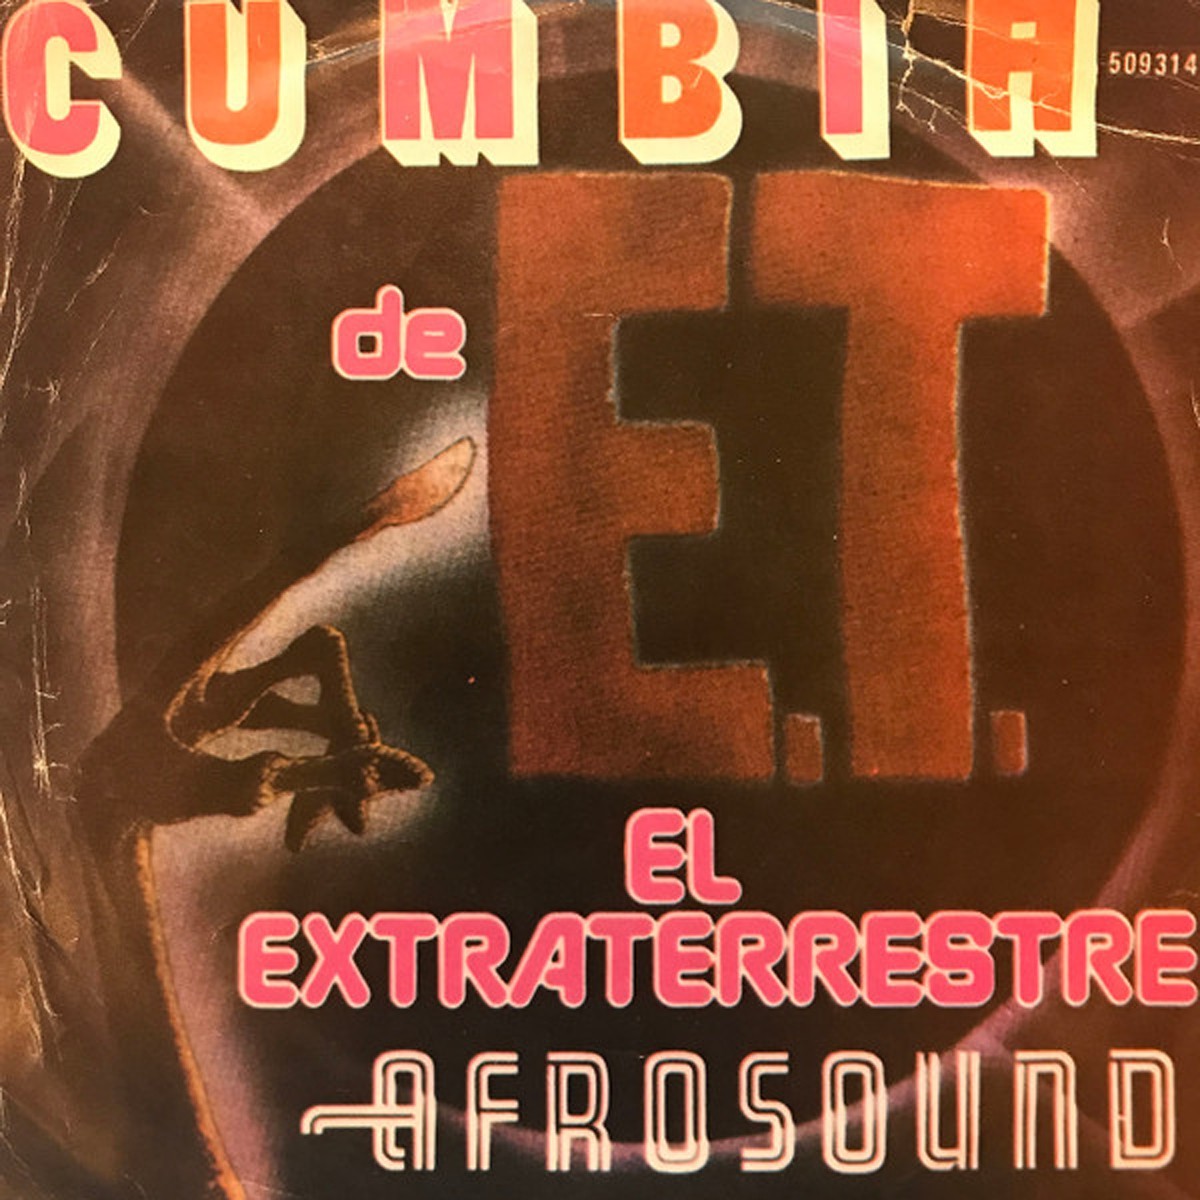 CUMBIA
509314
de
E.T.
EL
EXTRATERRESTRE
AFROSOUND